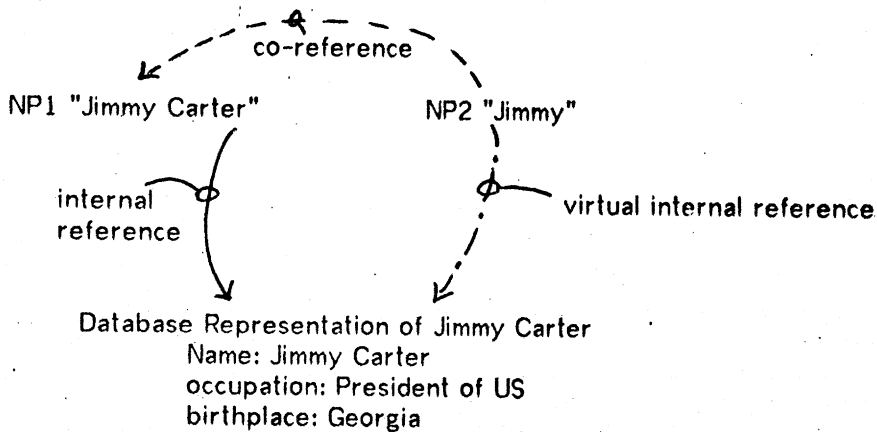 co-reference
NP1 "Jimmy Carter"
NP2 "Jimmy"
internal
reference
virtual internal reference
Database Representation of Jimmy Carter
Name: Jimmy Carter
occupation: President of US
birthplace: Georgia